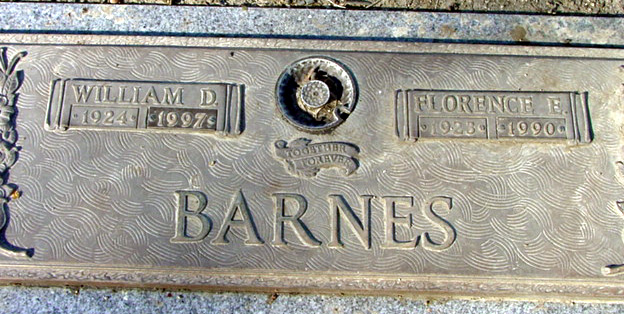 WILLIAM D.
1924 1997
FLORENCE E.
1923 1990
TOGETHER
FOREVER
BARNES